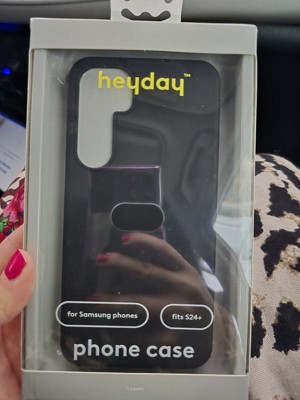 heyday™
for Samsung phones
fits S24+
phone case